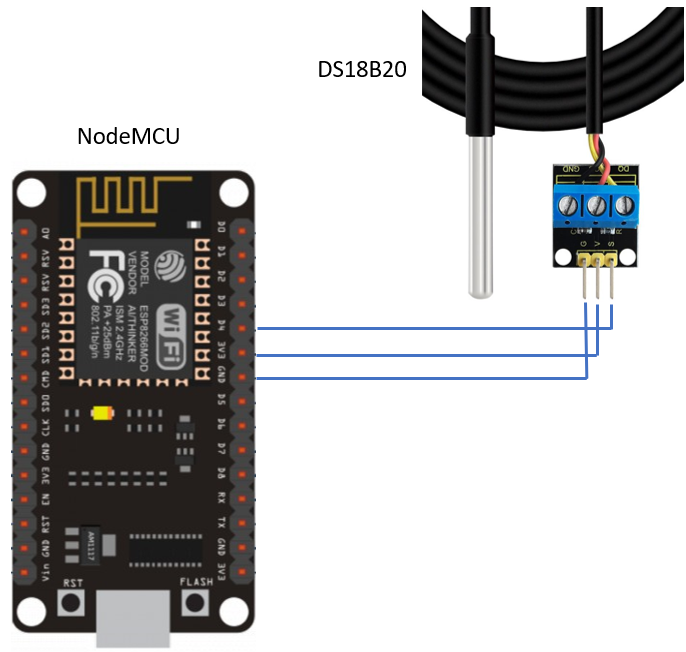 DS18B20
NodeMCU
GND
DQ
C
R
G
V
S
A0
RSV
RSV
SD3
SD2
SD1
CMD
SD0
CLK
GND
3V3
EN
RST
GND
Vin
D0
D1
D2
D3
D4
3V3
GND
D5
D6
D7
D8
RX
TX
GND
3V3
MODEL
VENDOR
ESP8266MOD
AI/THINKER
ISM 2.4GHz
PA +25dBm
802.11b/g/n
FC
Wi Fi
AM1117
RST
FLASH